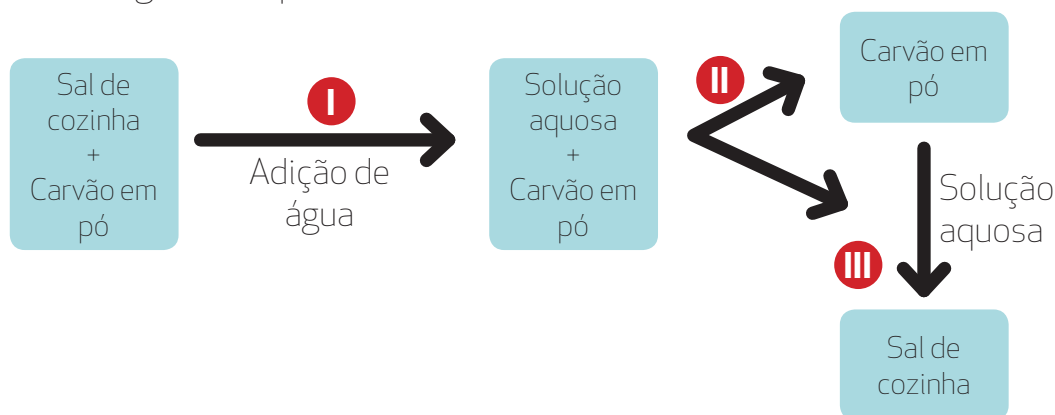 Sal de
cozinha
+
Carvão em
pó
I
Adição de
água
Solução
aquosa
+
Carvão em
pó
II
Carvão em
pó
Solução
aquosa
III
Sal de
cozinha